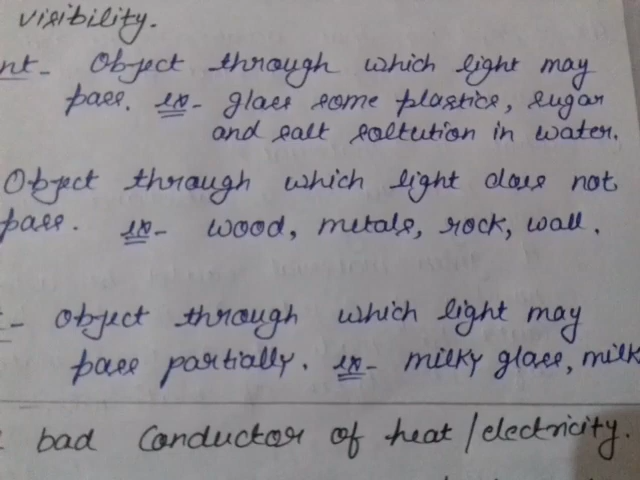 visibility.
nt- Object through which light may
pass. ex- glass some plastics, sugar
and salt soltution in water.
Object through which light does not
pass. ex- wood, metals, rock, wall.
t- Object through which light may
pass partially. ex- milky glass, milk
bad conductor of heat/electricity.